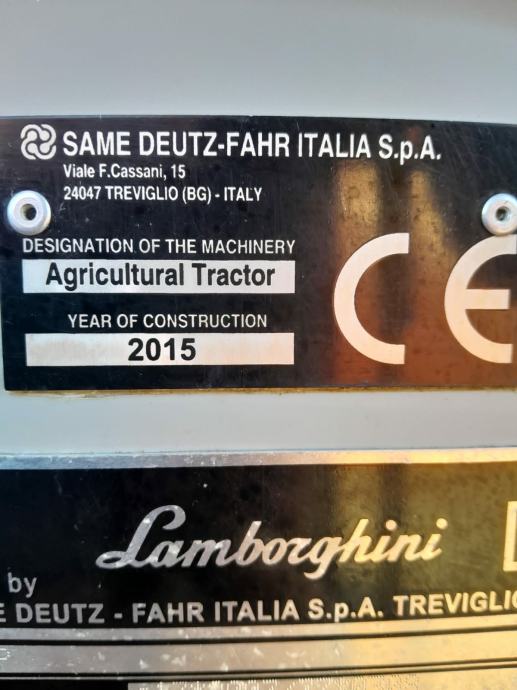 SAME DEUTZ-FAHR ITALIA S.p.A.
Viale F.Cassani, 15
24047 TREVIGLIO (BG) - ITALY
DESIGNATION OF THE MACHINERY
Agricultural Tractor
CE
YEAR OF CONSTRUCTION
2015
Lamborghini
by
E DEUTZ - FAHR ITALIA S.p.A. TREVIGLIO